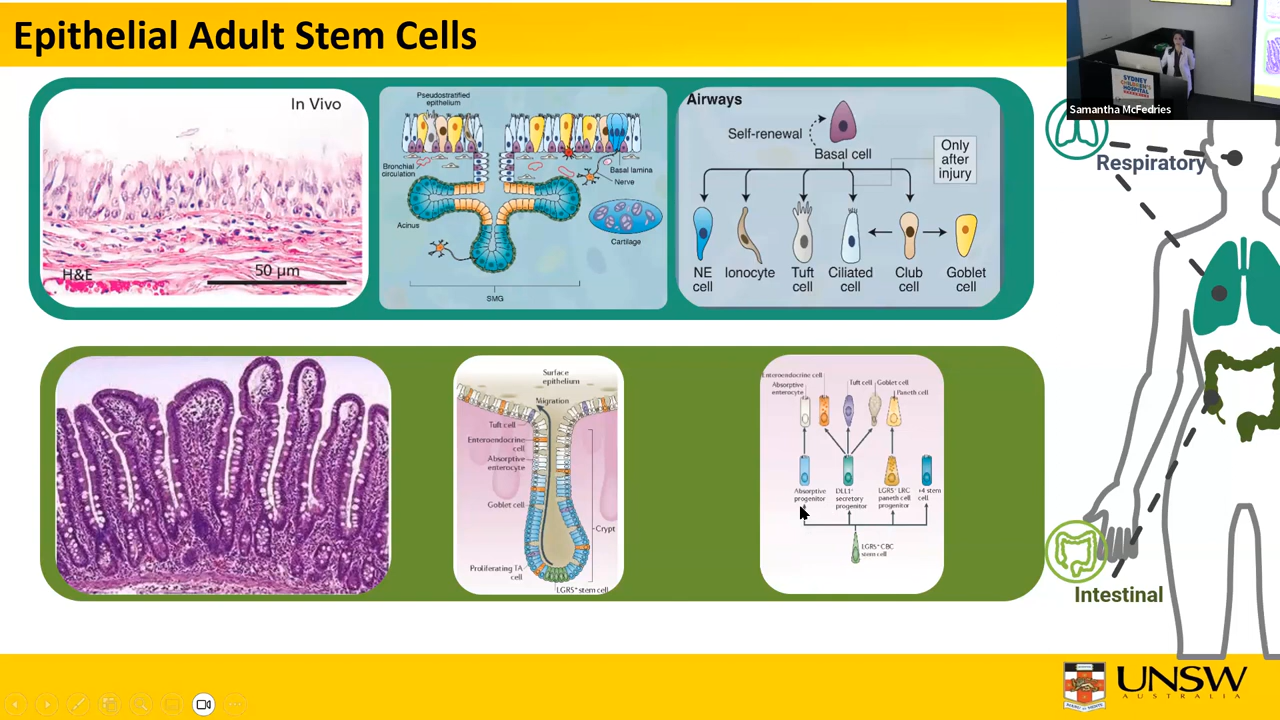 Epithelial Adult Stem Cells
SYDNEY
CHILDREN'S
HOSPITAL
Samantha McFedries
In Vivo
H&E
50 µm
Pseudostratified
epithelium
Bronchial
circulation
Basal lamina
Nerve
Acinus
Cartilage
SMG
Airways
Self-renewal
Basal cell
Only
after
injury
NE
cell
Ionocyte
Tuft
cell
Ciliated
cell
Club
cell
Goblet
cell
Respiratory
Surface
epithelium
Migration
Tuft cell
Enteroendocrine
cell
Absorptive
enterocyte
Goblet cell
Crypt
Proliferating TA
cell
LGR5⁺ stem cell
Enteroendocrine cell
Absorptive
enterocyte
Tuft cell
Goblet cell
Paneth cell
Absorptive
progenitor
DLL1⁺
secretory
progenitor
LGR5⁺ LRC
paneth cell
progenitor
+4 stem
cell
LGR5⁺ CBC
stem cell
Intestinal
UNSW
AUSTRALIA